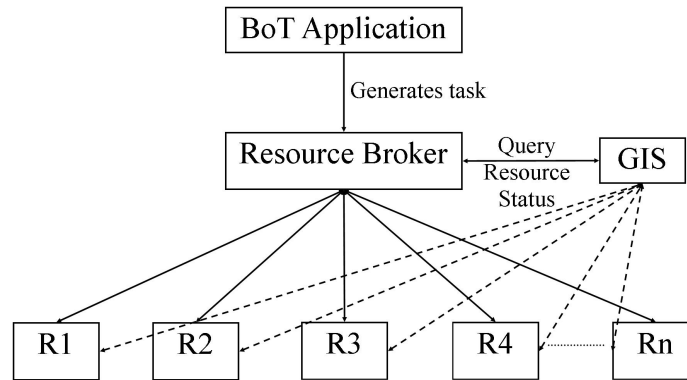 BoT Application
Generates task
Resource Broker
Query
Resource
Status
GIS
R1
R2
R3
R4
Rn